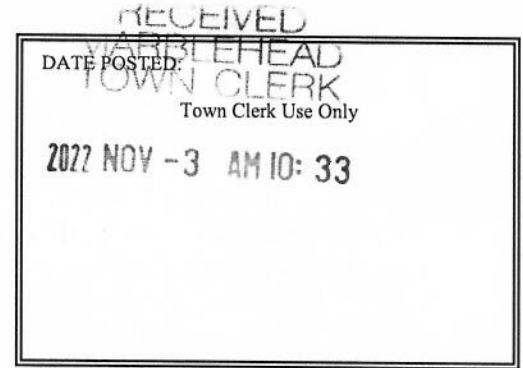 RECEIVED
MARBLEHEAD
DATE POSTED:
TOWN CLERK
Town Clerk Use Only
2022 NOV -3 AM 10: 33